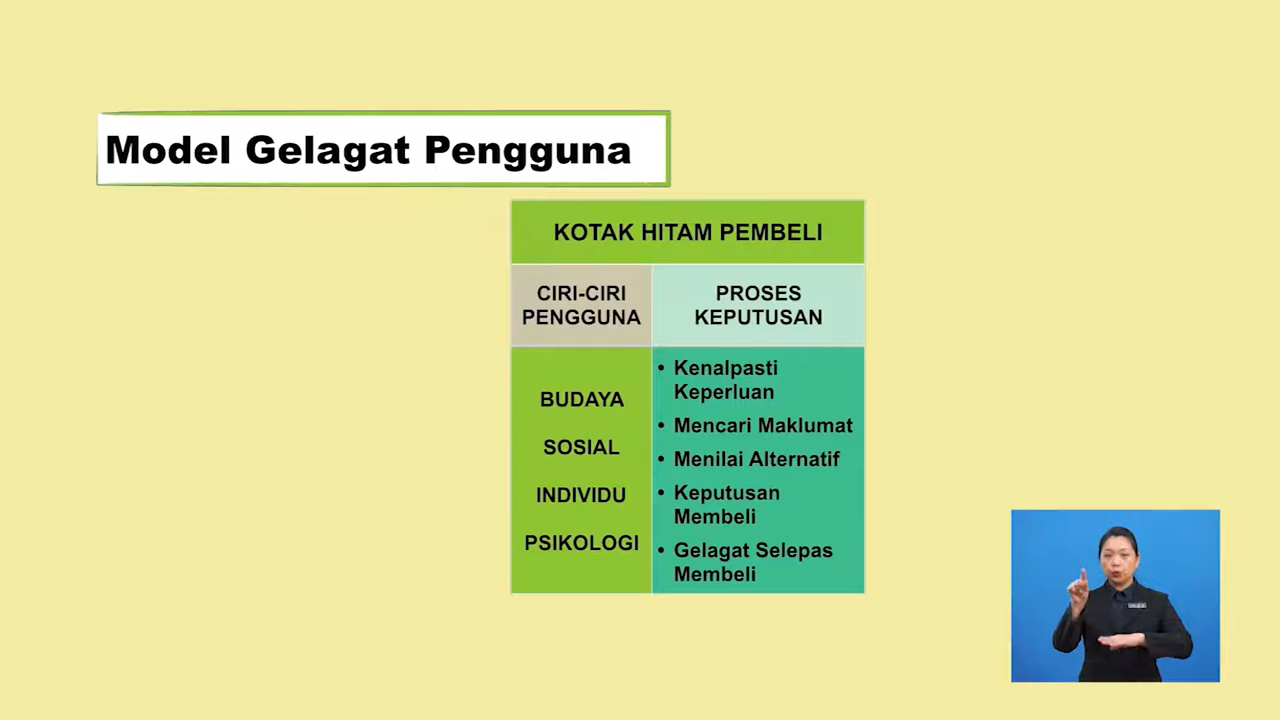 Model Gelagat Pengguna
KOTAK HITAM PEMBELI
CIRI-CIRI
PENGGUNA
PROSES
KEPUTUSAN
BUDAYA
SOSIAL
INDIVIDU
PSIKOLOGI
• Kenalpasti
Keperluan
• Mencari Maklumat
• Menilai Alternatif
• Keputusan
Membeli
• Gelagat Selepas
Membeli